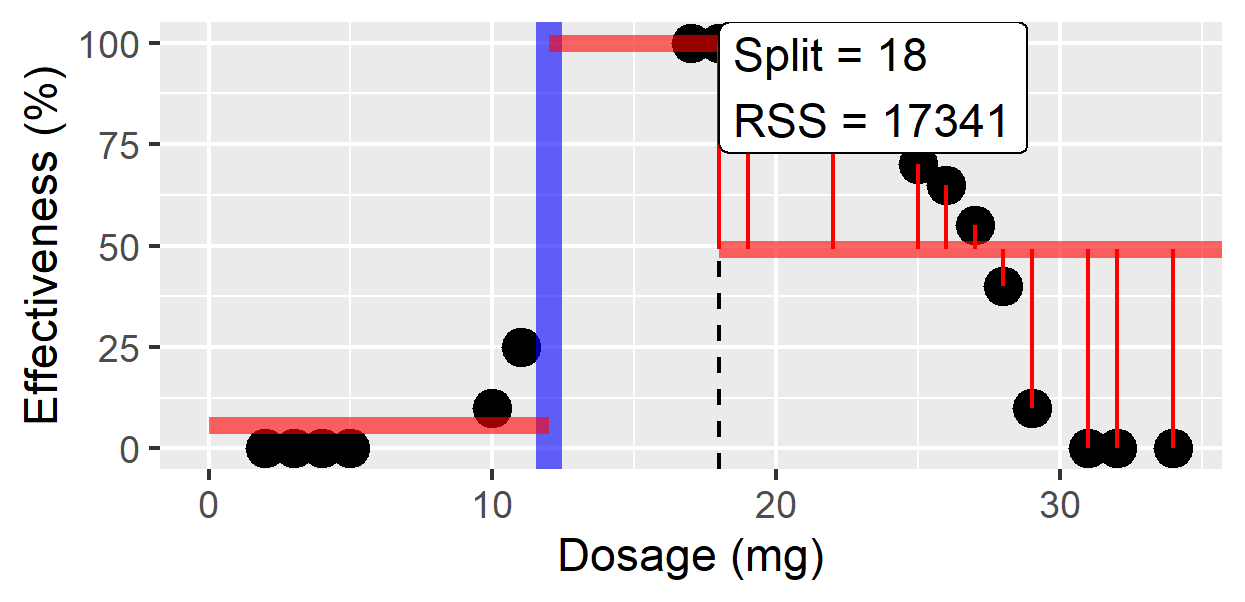 Effectiveness (%)
100
75
50
25
0
Split = 18
RSS = 17341
0 10 20 30
Dosage (mg)